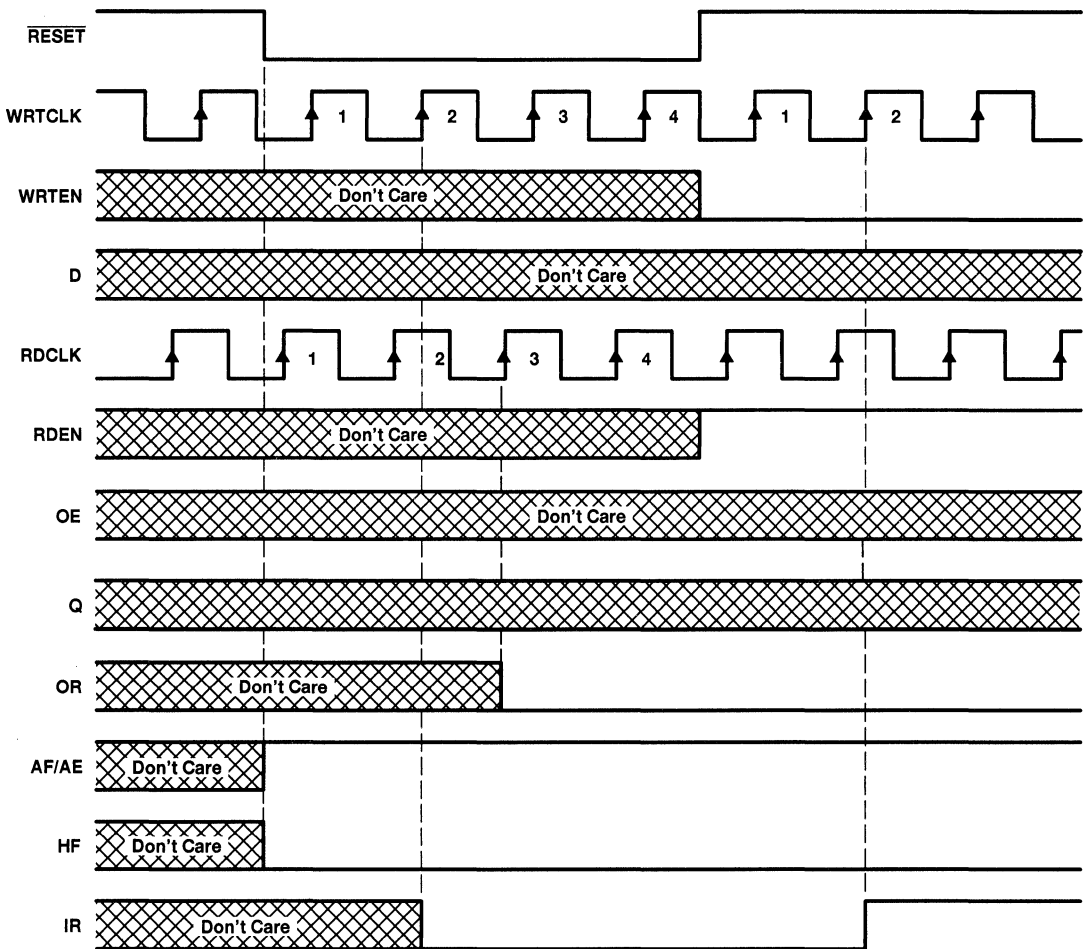 RESET
WRTCLK 1 2 3 4 1 2
WRTEN Don't Care
D Don't Care
RDCLK 1 2 3 4
RDEN Don't Care
OE Don't Care
Q
OR Don't Care
AF/AE Don't Care
HF Don't Care
IR Don't Care